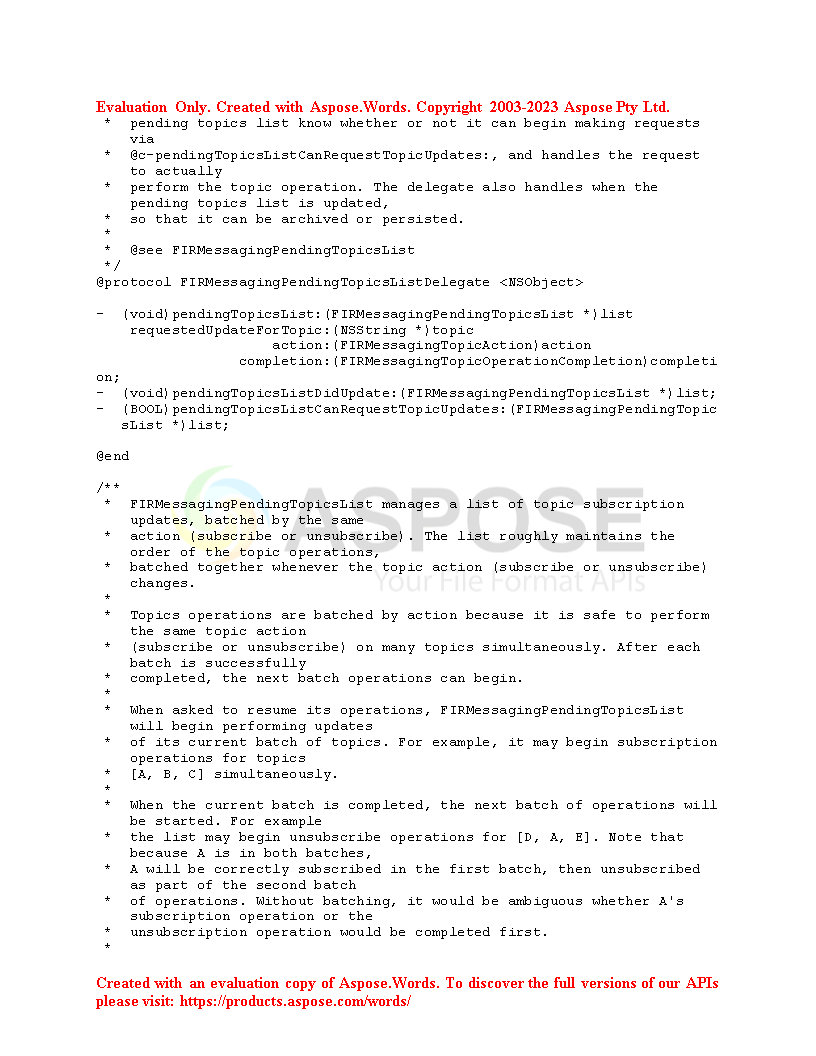 Evaluation Only. Created with Aspose.Words. Copyright 2003-2023 Aspose Pty Ltd.
* pending topics list know whether or not it can begin making requests
via
* @c-pendingTopicsListCanRequestTopicUpdates:, and handles the request
to actually
* perform the topic operation. The delegate also handles when the
pending topics list is updated,
* so that it can be archived or persisted.
*
* @see FIRMessagingPendingTopicsList
*/
@protocol FIRMessagingPendingTopicsListDelegate <NSObject>
- (void)pendingTopicsList:(FIRMessagingPendingTopicsList *)list
requestedUpdateForTopic:(NSString *)topic
action:(FIRMessagingTopicAction)action
completion:(FIRMessagingTopicOperationCompletion)completi
on;
- (void)pendingTopicsListDidUpdate:(FIRMessagingPendingTopicsList *)list;
- (BOOL)pendingTopicsListCanRequestTopicUpdates:(FIRMessagingPendingTopic
sList *)list;
@end
/**
* FIRMessagingPendingTopicsList manages a list of topic subscription
updates, batched by the same
* action (subscribe or unsubscribe). The list roughly maintains the
order of the topic operations,
* batched together whenever the topic action (subscribe or unsubscribe)
changes.
*
* Topics operations are batched by action because it is safe to perform
the same topic action
* (subscribe or unsubscribe) on many topics simultaneously. After each
batch is successfully
* completed, the next batch operations can begin.
*
* When asked to resume its operations, FIRMessagingPendingTopicsList
will begin performing updates
* of its current batch of topics. For example, it may begin subscription
operations for topics
* [A, B, C] simultaneously.
*
* When the current batch is completed, the next batch of operations will
be started. For example
* the list may begin unsubscribe operations for [D, A, E]. Note that
because A is in both batches,
* A will be correctly subscribed in the first batch, then unsubscribed
as part of the second batch
* of operations. Without batching, it would be ambiguous whether A's
subscription operation or the
* unsubscription operation would be completed first.
*
ASPOSE
Your File Format APIs
Created with an evaluation copy of Aspose.Words. To discover the full versions of our APIs
please visit: https://products.aspose.com/words/